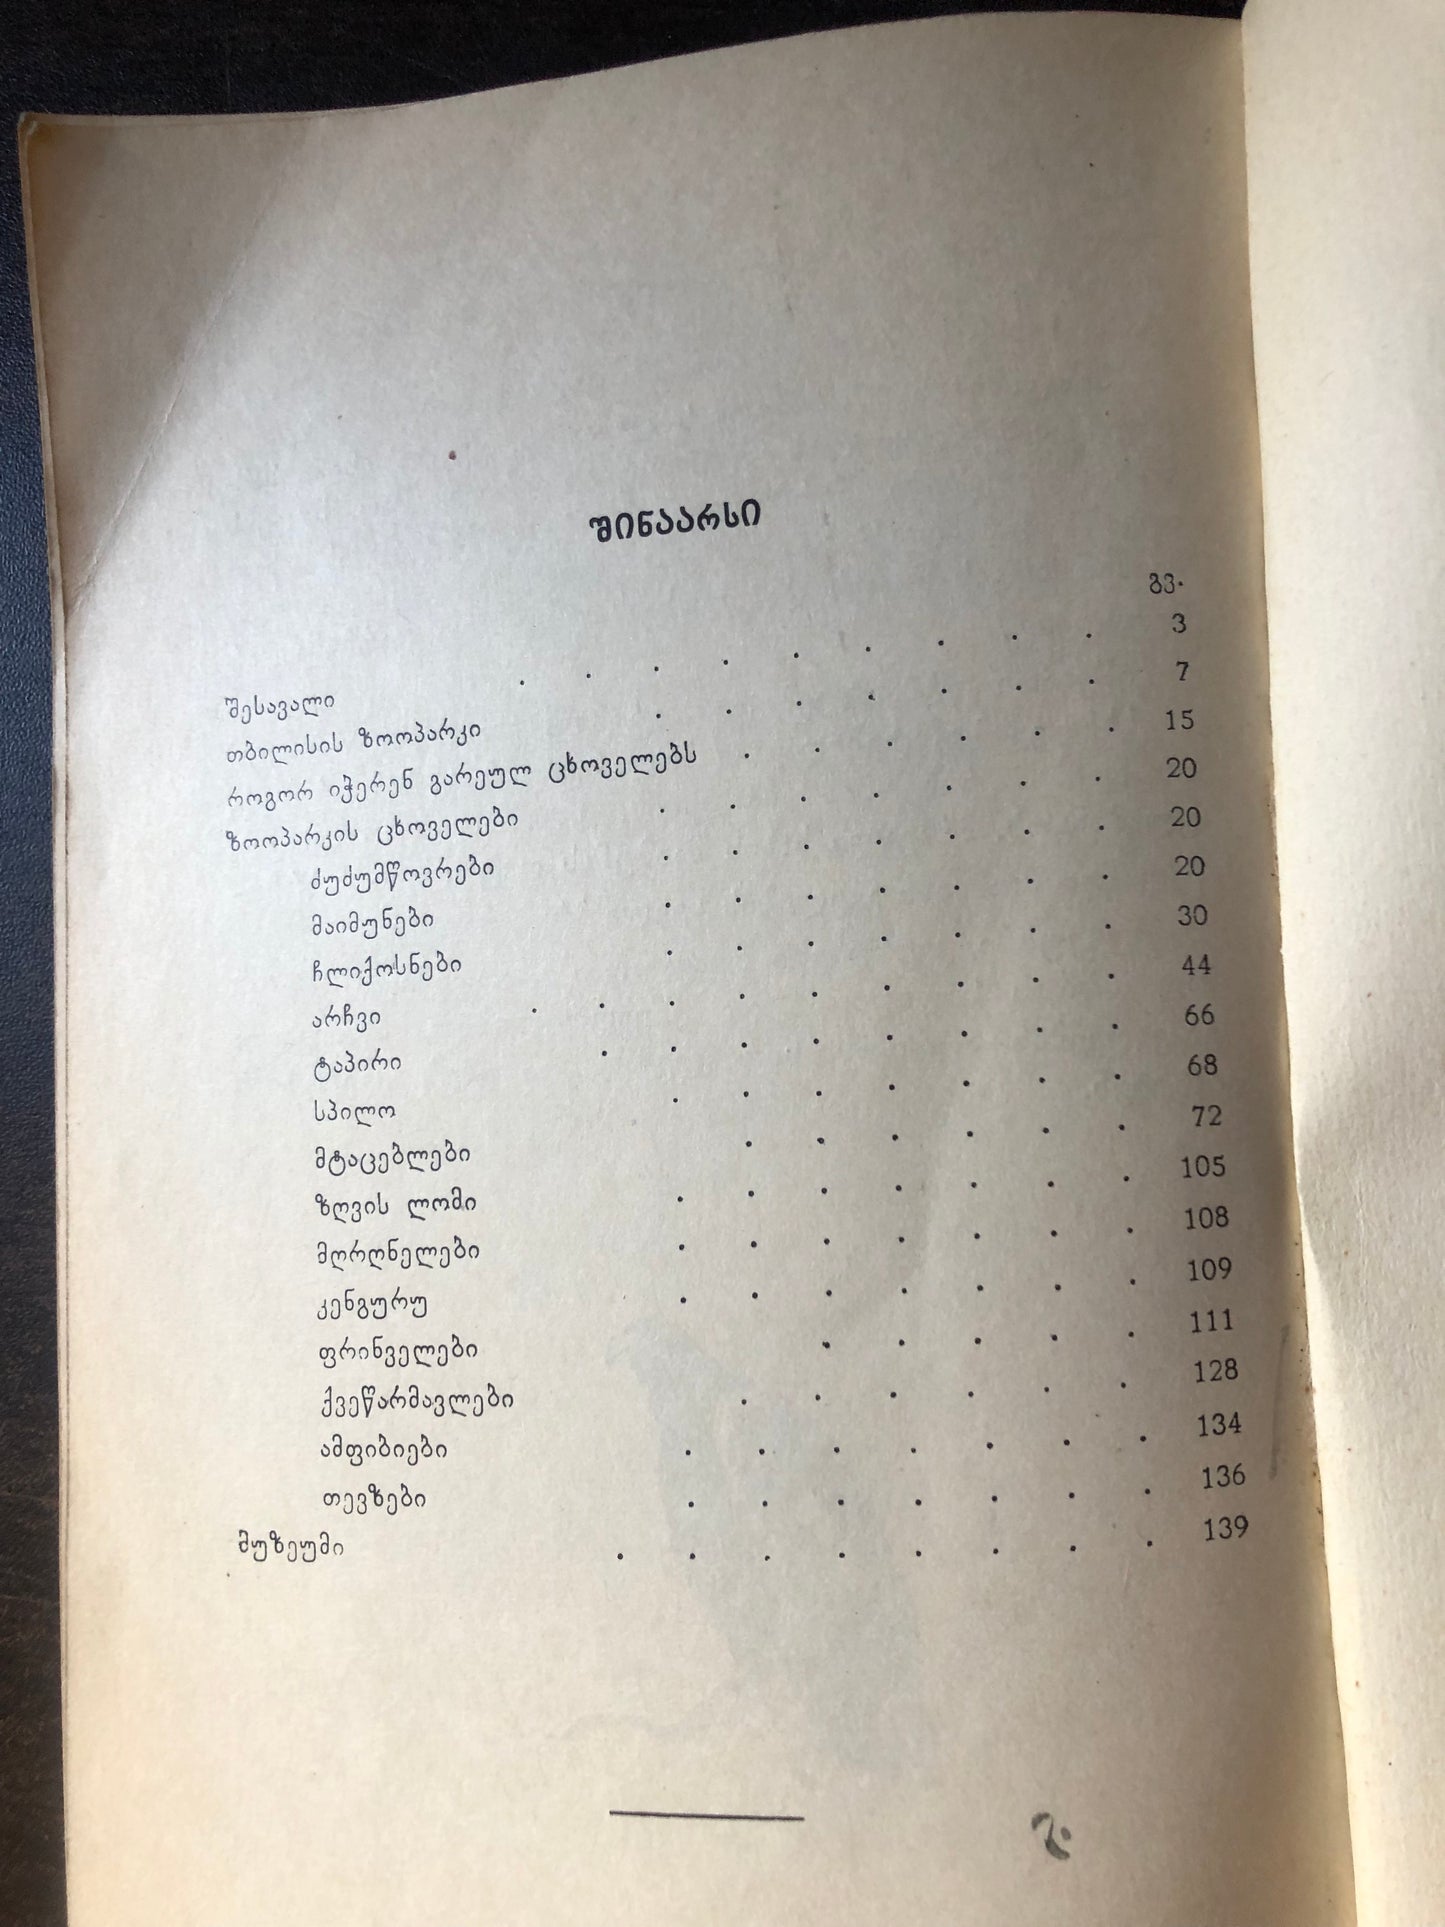 შინაარსი
გვ.
შესავალი . . . . . . . . . 3
თბილისის ზოოპარკი . . . . . . . 7
როგორ იჭერენ გარეულ ცხოველებს . . . . . . 15
ზოოპარკის ცხოველები . . . . . . . 20
ძუძუმწოვრები . . . . . . . 20
მაიმუნები . . . . . . . 20
ჩლიქოსნები . . . . . . . 30
არჩვი . . . . . . . . . 44
ტაპირი . . . . . . . . 66
სპილო . . . . . . . 68
მტაცებლები . . . . . . 72
ზღვის ლომი . . . . . . . 105
მღრღნელები . . . . . . . 108
კენგურუ . . . . . . . 109
ფრინველები . . . . . 111
ქვეწარმავლები . . . . . . 128
ამფიბიები . . . . . . . 134
თევზები . . . . . . . 136
მუზეუმი . . . . . . . . 139